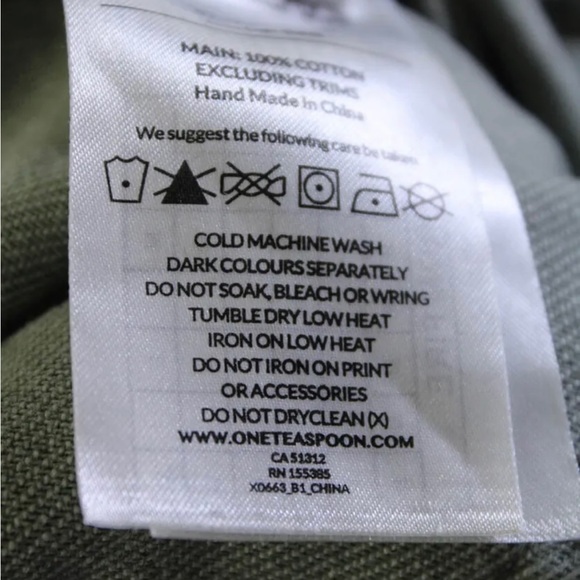 MAIN: 100% COTTON
EXCLUDING TRIMS
Hand Made in China
We suggest the following care be taken
COLD MACHINE WASH
DARK COLOURS SEPARATELY
DO NOT SOAK, BLEACH OR WRING
TUMBLE DRY LOW HEAT
IRON ON LOW HEAT
DO NOT IRON ON PRINT
OR ACCESSORIES
DO NOT DRYCLEAN (X)
WWW.ONETEASPOON.COM
CA 51312
RN 155385
X0663_B1_CHINA